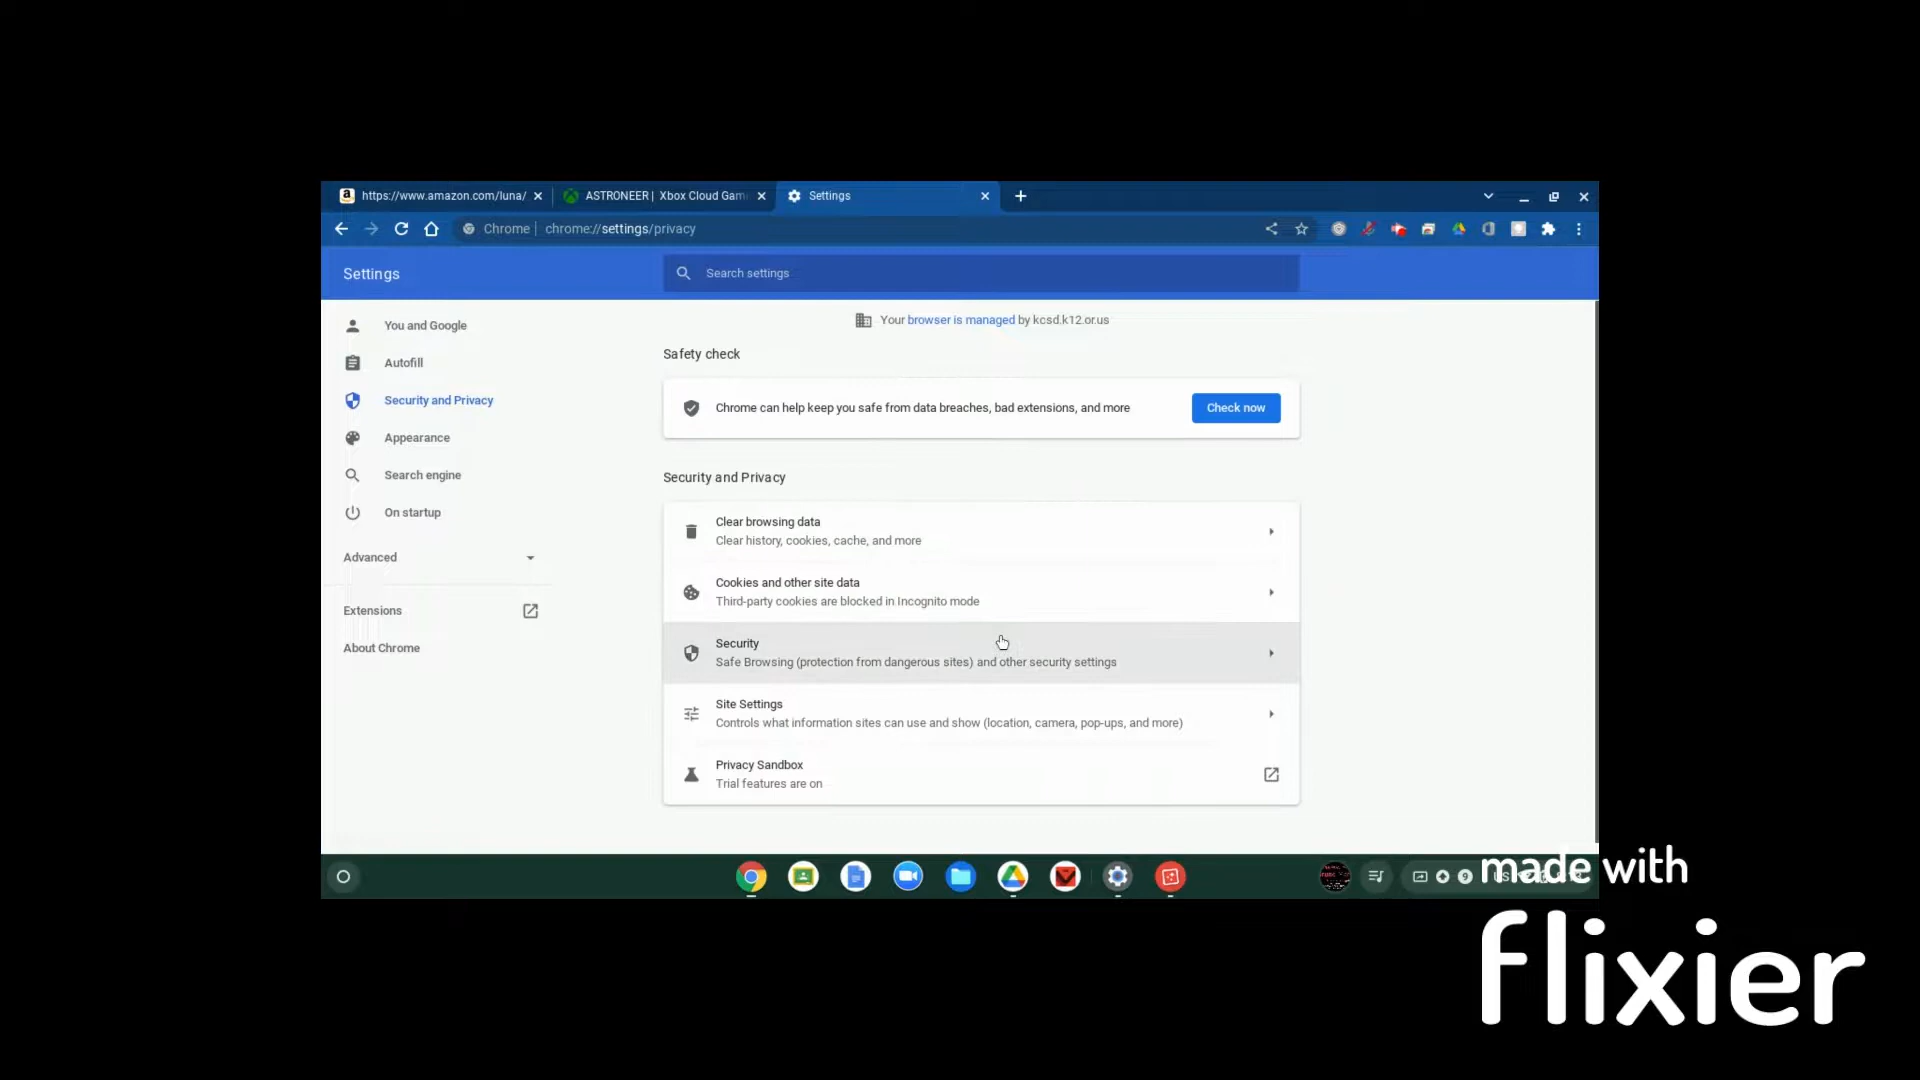 https://www.amazon.com/luna/
ASTRONEER | Xbox Cloud Gam
Settings
Chrome
chrome://settings/privacy
Settings
Search settings
Your browser is managed by kcsd.k12.or.us
You and Google
Autofill
Security and Privacy
Appearance
Search engine
On startup
Advanced
Extensions
About Chrome
Safety check
Chrome can help keep you safe from data breaches, bad extensions, and more
Check now
Security and Privacy
Clear browsing data
Clear history, cookies, cache, and more
Cookies and other site data
Third-party cookies are blocked in Incognito mode
Security
Safe Browsing (protection from dangerous sites) and other security settings
Site Settings
Controls what information sites can use and show (location, camera, pop-ups, and more)
Privacy Sandbox
Trial features are on
9
US
made with
flixier